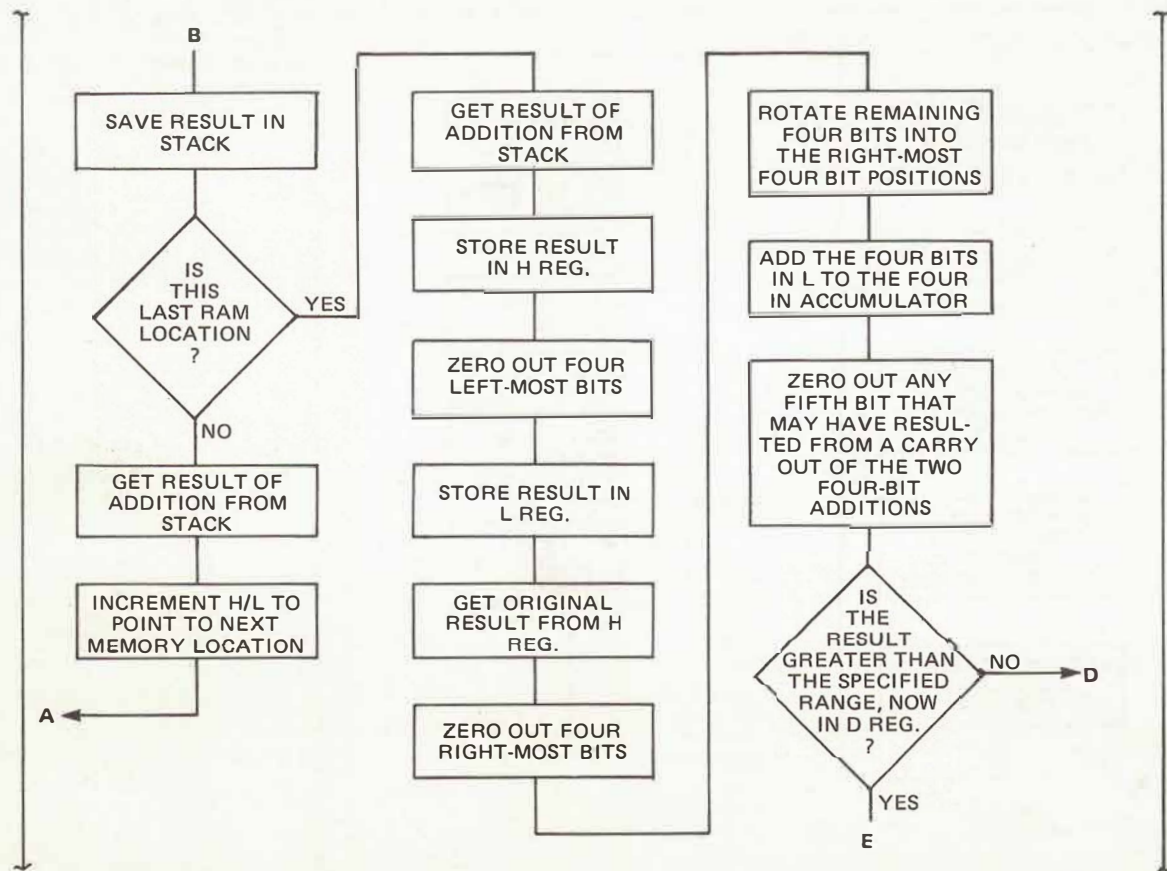 B
SAVE RESULT IN
STACK
IS
THIS
LAST RAM
LOCATION
?
YES
NO
GET RESULT OF
ADDITION FROM
STACK
INCREMENT H/L TO
POINT TO NEXT
MEMORY LOCATION
A
GET RESULT OF
ADDITION FROM
STACK
STORE RESULT
IN H REG.
ZERO OUT FOUR
LEFT-MOST BITS
STORE RESULT IN
L REG.
GET ORIGINAL
RESULT FROM H
REG.
ZERO OUT FOUR
RIGHT-MOST BITS
ROTATE REMAINING
FOUR BITS INTO
THE RIGHT-MOST
FOUR BIT POSITIONS
ADD THE FOUR BITS
IN L TO THE FOUR
IN ACCUMULATOR
ZERO OUT ANY
FIFTH BIT THAT
MAY HAVE RESUL-
TED FROM A CARRY
OUT OF THE TWO
FOUR-BIT
ADDITIONS
IS
THE
RESULT
GREATER THAN
THE SPECIFIED
RANGE, NOW
IN D REG.
?
NO
D
YES
E